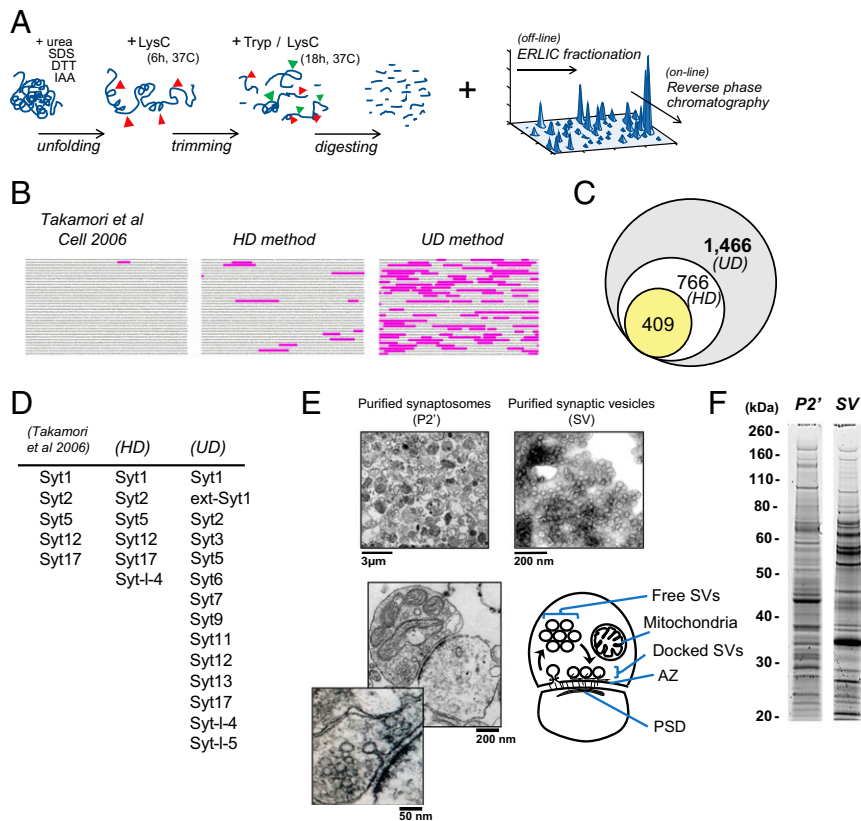 A
+ urea
SDS
DTT
IAA
+LysC
(6h, 37C)
+Tryp / LysC
(18h, 37C)
unfolding
trimming
digesting
+
(off-line)
ERLIC fractionation
(on-line)
Reverse phase
chromatography
B
Takamori et al
Cell 2006
HD method
UD method
C
1,466
(UD)
766
(HD)
409
D
(Takamori
et al 2006)
(HD)
(UD)
Syt1 Syt1 Syt1
Syt2 Syt2 ext-Syt1
Syt5 Syt5 Syt2
Syt12 Syt12 Syt3
Syt17 Syt17 Syt5
Syt-l-4 Syt6
Syt7
Syt9
Syt11
Syt12
Syt13
Syt17
Syt-l-4
Syt-l-5
E
Purified synaptosomes
(P2')
Purified synaptic vesicles
(SV)
3µm
200 nm
200 nm
50 nm
Free SVs
Mitochondria
Docked SVs
AZ
PSD
F
(kDa) P2' SV
260 -
160 -
110 -
80 -
60 -
50 -
40 -
30 -
20 -